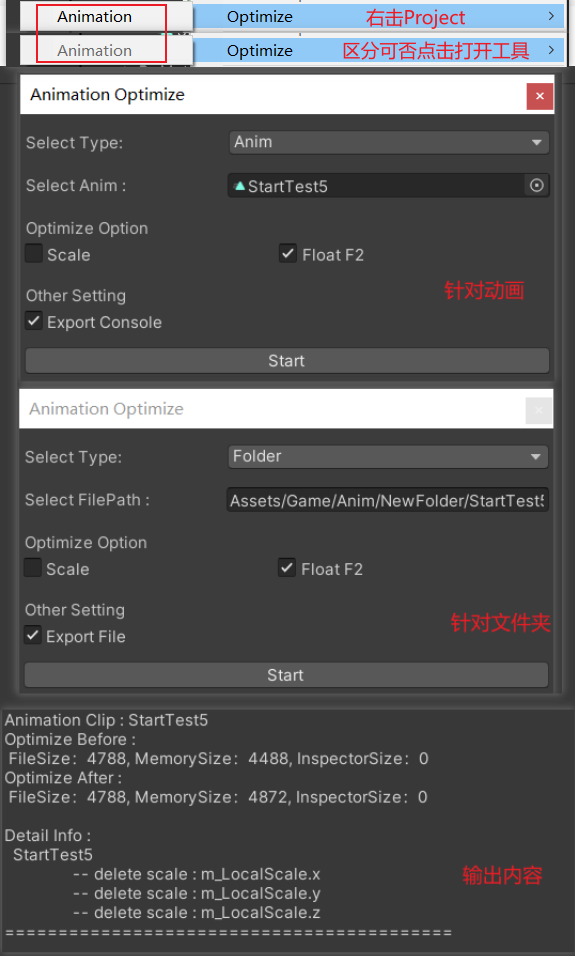 Animation Optimize 右击Project >
Animation Optimize 区分可否点击打开工具 >
Animation Optimize ×
Select Type: Anim
Select Anim : StartTest5
Optimize Option
Scale Float F2
针对动画
Other Setting
Export Console
Start
Animation Optimize ×
Select Type: Folder
Select FilePath : Assets/Game/Anim/NewFolder/StartTest5
Optimize Option
Scale Float F2
Other Setting
针对文件夹
Export File
Start
Animation Clip : StartTest5
Optimize Before :
FileSize：4788, MemorySize：4488, InspectorSize：0
Optimize After :
FileSize：4788, MemorySize：4872, InspectorSize：0
Detail Info :
StartTest5
-- delete scale : m_LocalScale.x
输出内容
-- delete scale : m_LocalScale.y
-- delete scale : m_LocalScale.z
==========================================